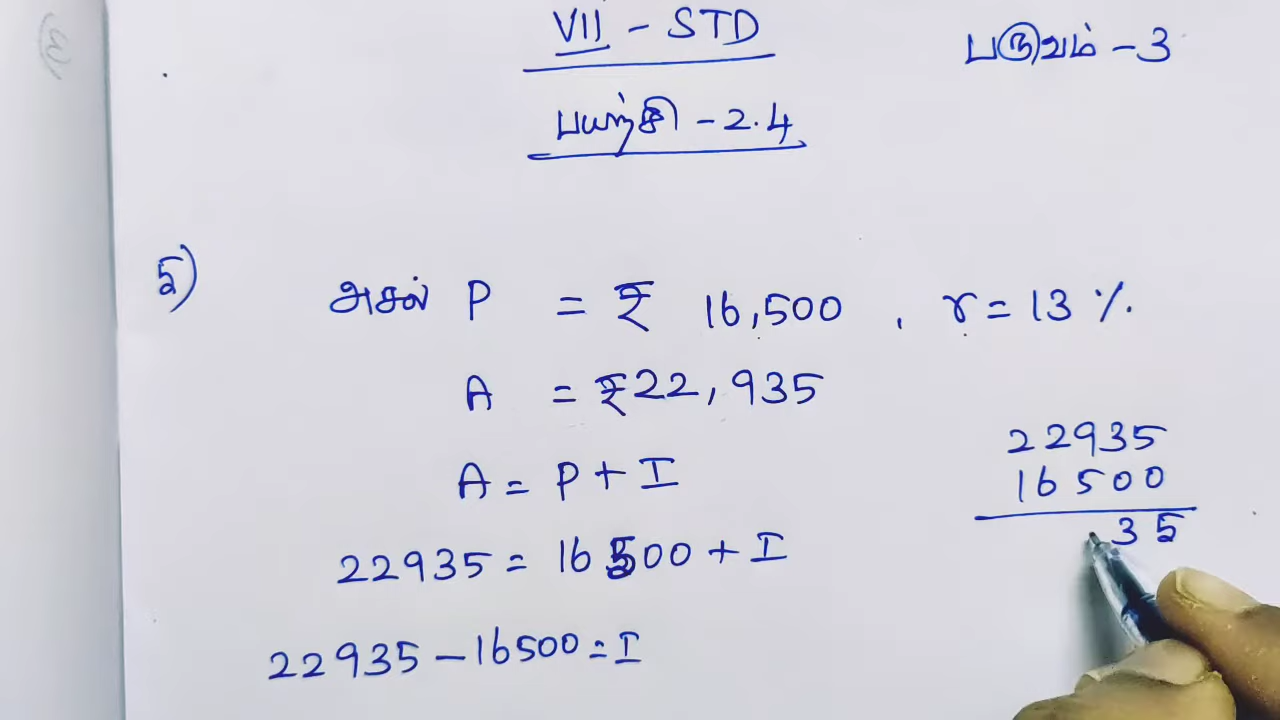 VII - STD
பருவம் - 3
பயிற்சி - 2.4
5)
அசல் P = ₹ 16,500 , r = 13 %.
A = ₹22,935
A = P + I
22935 = 16500 + I
22935 - 16500 = I
22935
16500
35